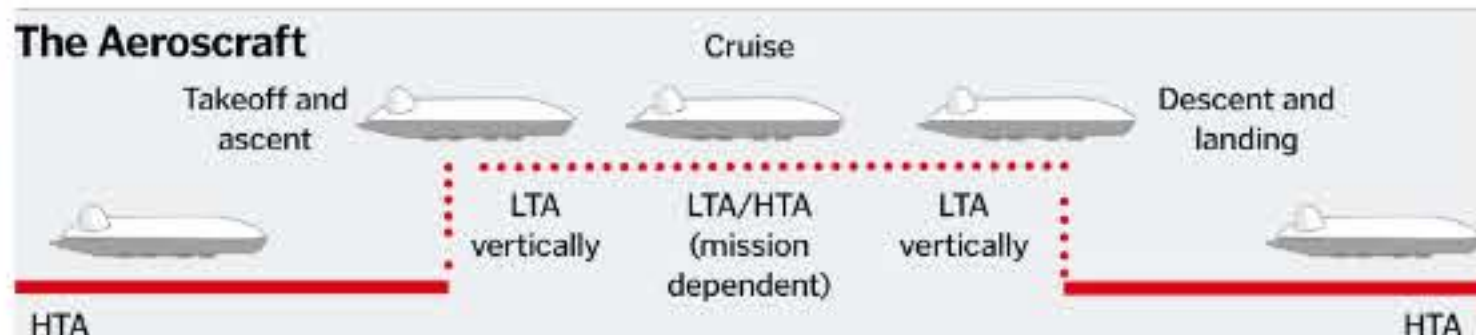 The Aeroscraft
Cruise
Takeoff and
ascent
Descent and
landing
LTA
vertically
LTA/HTA
(mission
dependent)
LTA
vertically
HTA
HTA